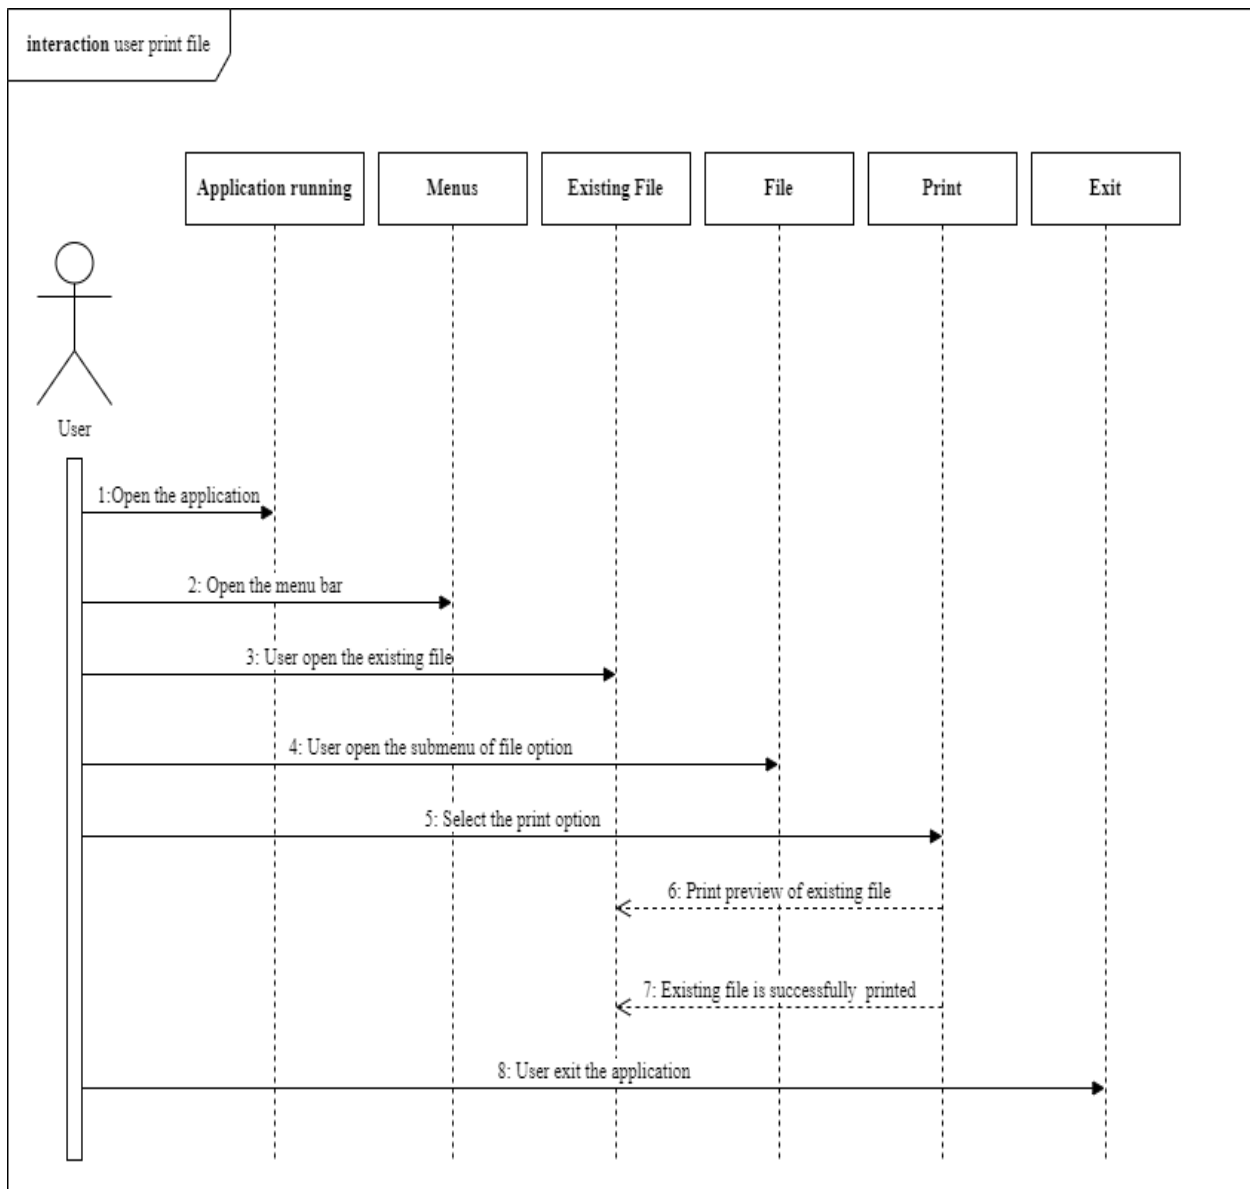 interaction user print file
Application running
Menus
Existing File
File
Print
Exit
User
1:Open the application
2: Open the menu bar
3: User open the existing file
4: User open the submenu of file option
5: Select the print option
6: Print preview of existing file
7: Existing file is successfully  printed
8: User exit the application